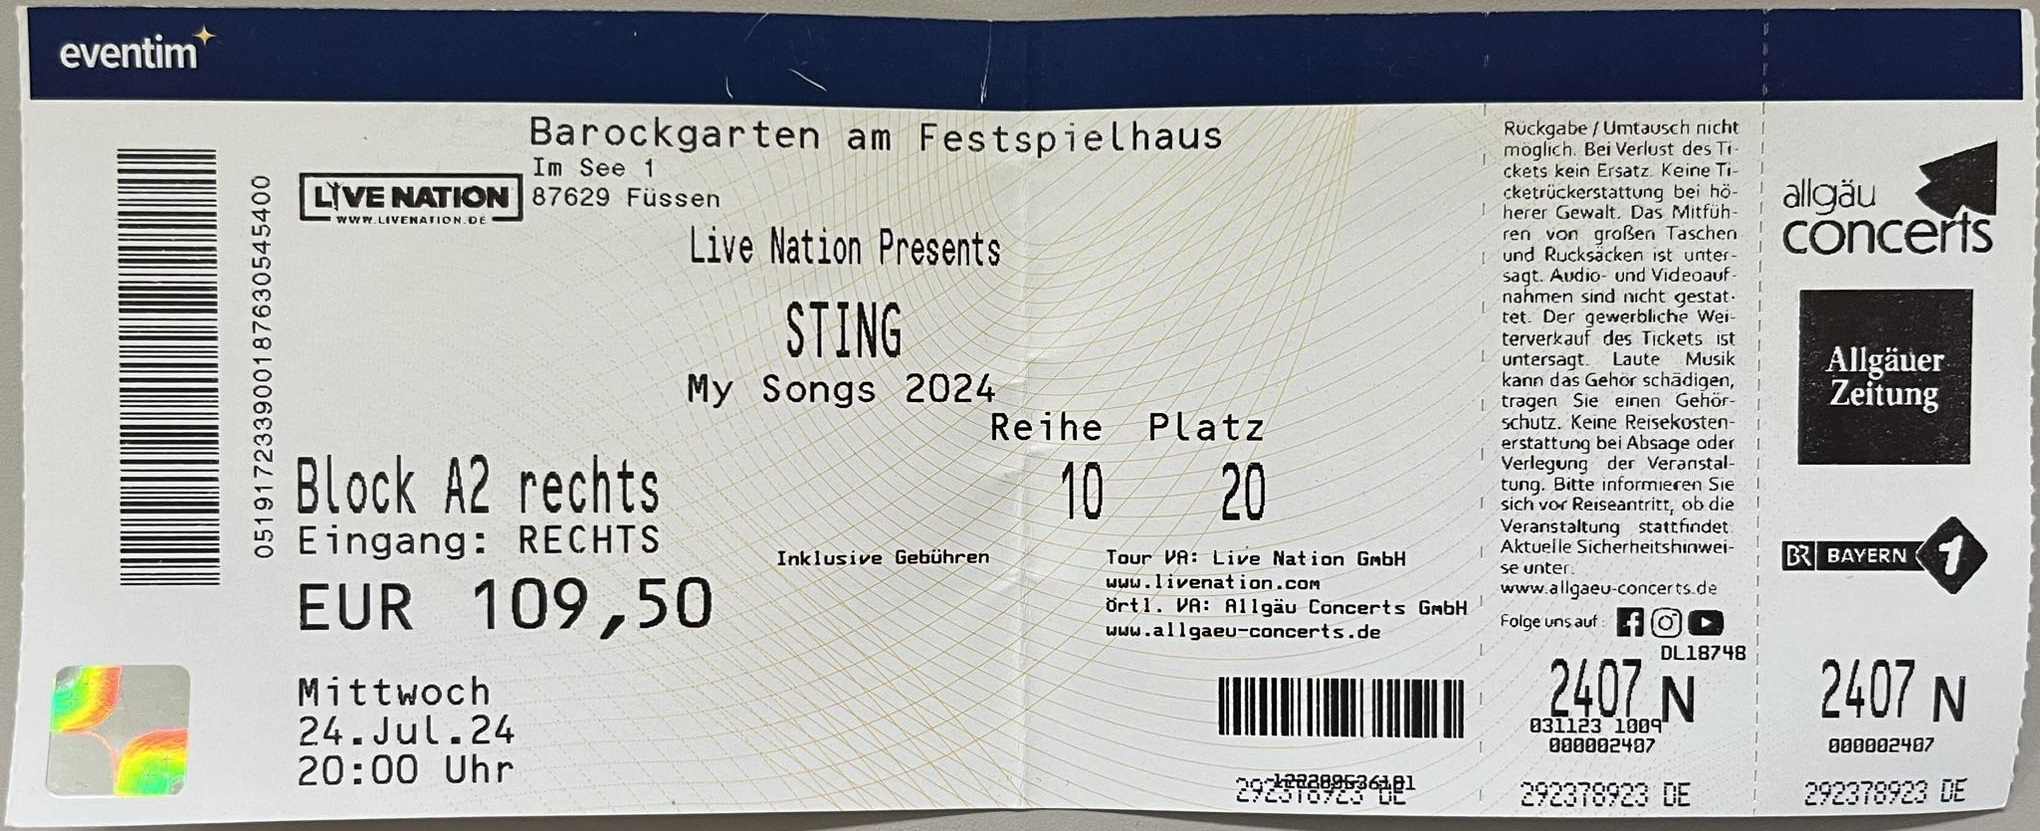 eventim
Barockgarten am Festspielhaus
Im See 1
87629 Füssen
LIVE NATION
WWW.LIVENATION.DE
Live Nation Presents
STING
My Songs 2024
Reihe Platz
10 20
Block A2 rechts
Eingang: RECHTS
EUR 109,50
Inklusive Gebühren
Mittwoch
24.Jul.24
20:00 Uhr
Tour VA: Live Nation GmbH
www.livenation.com
örtl. VA: Allgäu Concerts GmbH
www.allgaeu-concerts.de
051917233900187630545400
Rückgabe / Umtausch nicht
möglich. Bei Verlust des Ti-
ckets kein Ersatz. Keine Ti-
cketrückerstattung bei hö-
herer Gewalt. Das Mitfüh-
ren von großen Taschen
und Rucksäcken ist unter-
sagt. Audio- und Videoauf-
nahmen sind nicht gestat-
tet. Der gewerbliche Wei-
terverkauf des Tickets ist
untersagt. Laute Musik
kann das Gehör schädigen,
tragen Sie einen Gehör-
schutz. Keine Reisekosten-
erstattung bei Absage oder
Verlegung der Veranstal-
tung. Bitte informieren Sie
sich vor Reiseantritt, ob die
Veranstaltung stattfindet.
Aktuelle Sicherheitshinwei-
se unter:
www.allgaeu-concerts.de
Folge uns auf:
DL18748
2407 N
031123 1009
000002407
292378923 DE
allgäu
concerts
Allgäuer
Zeitung
BR BAYERN 1
2407 N
000002407
292378923 DE